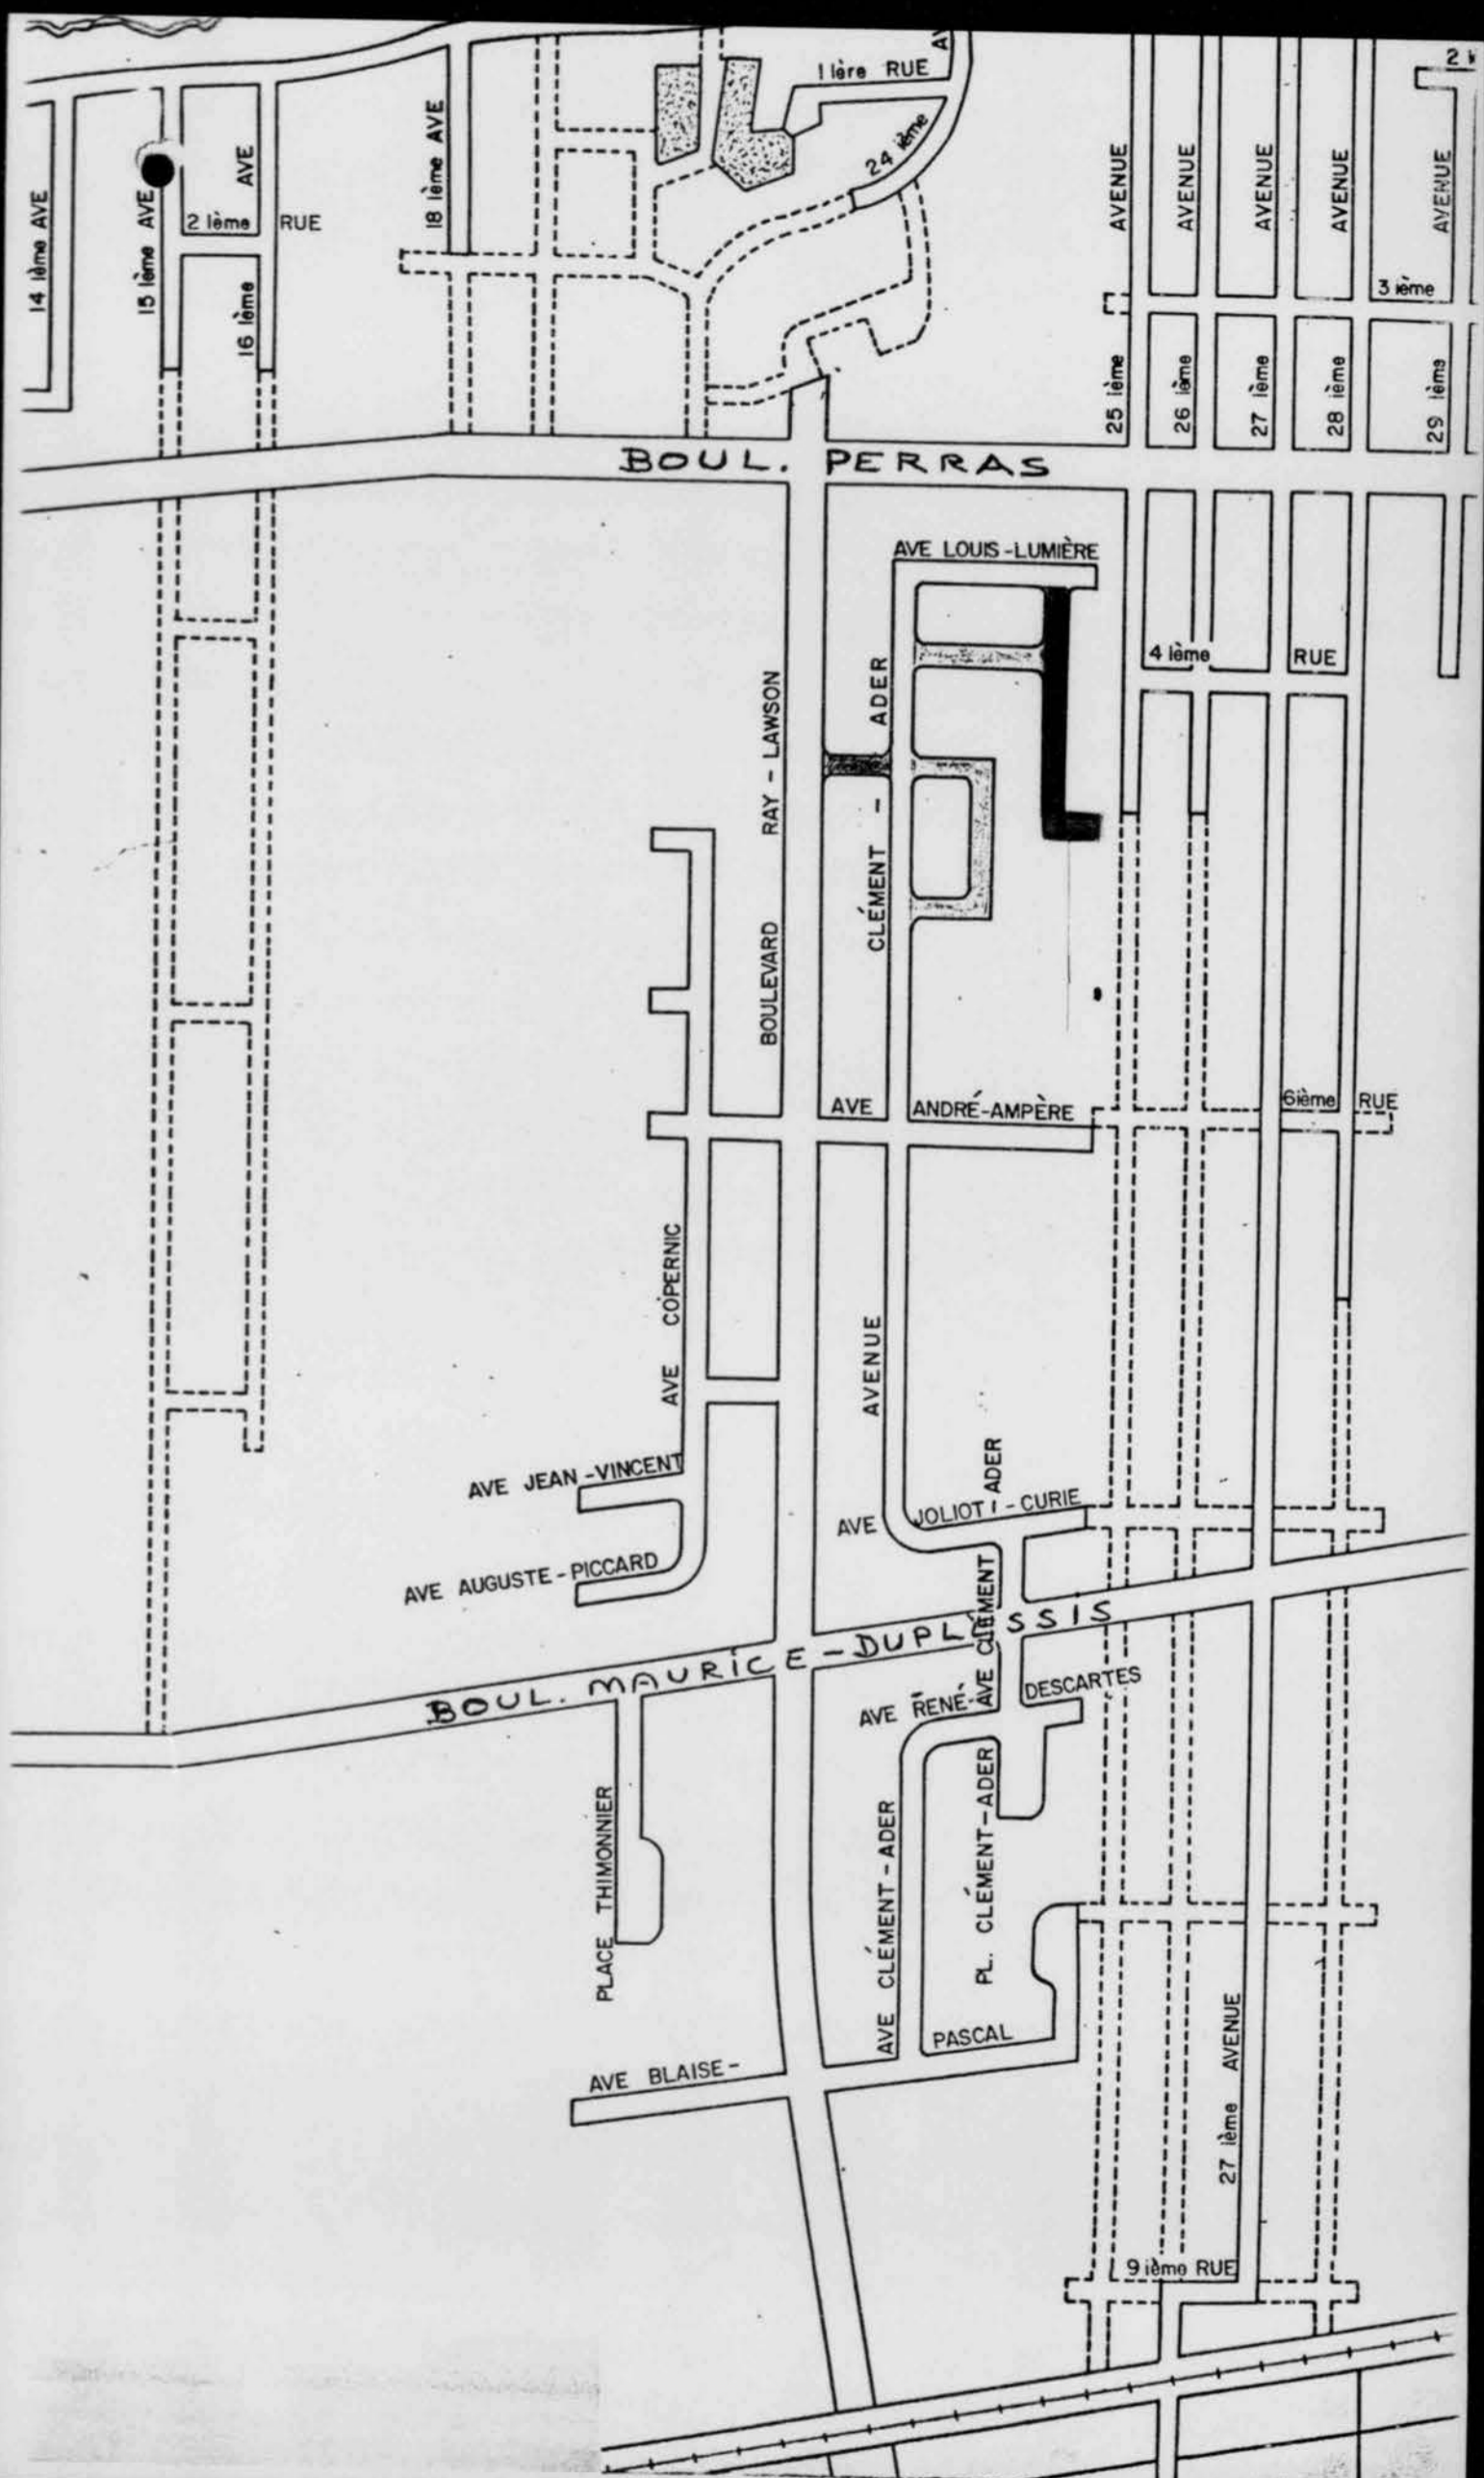 1 1ère RUE
AV
2
14 ième AVE
15 ième AVE
2 ième RUE
16 ième AVE
18 ième AVE
24 ième
25 ième AVENUE
26 ième AVENUE
27 ième AVENUE
28 ième AVENUE
29 ième AVENUE
3 ième
BOUL. PERRAS
AVE LOUIS-LUMIÈRE
4 ième RUE
BOULEVARD RAY-LAWSON
CLÉMENT - ADER
AVE ANDRÉ-AMPÈRE
6ième RUE
AVE COPERNIC
AVENUE
AVE JEAN-VINCENT
AVE JOLIOT-CURIE
AVE AUGUSTE-PICCARD
AVE CLÉMENT ADER
BOUL. MAURICE-DUPLESSIS
AVE RENÉ-DESCARTES
PLACE THIMONNIER
AVE CLÉMENT-ADER
PL. CLÉMENT-ADER
AVE BLAISE-PASCAL
27 ième AVENUE
9 ième RUE